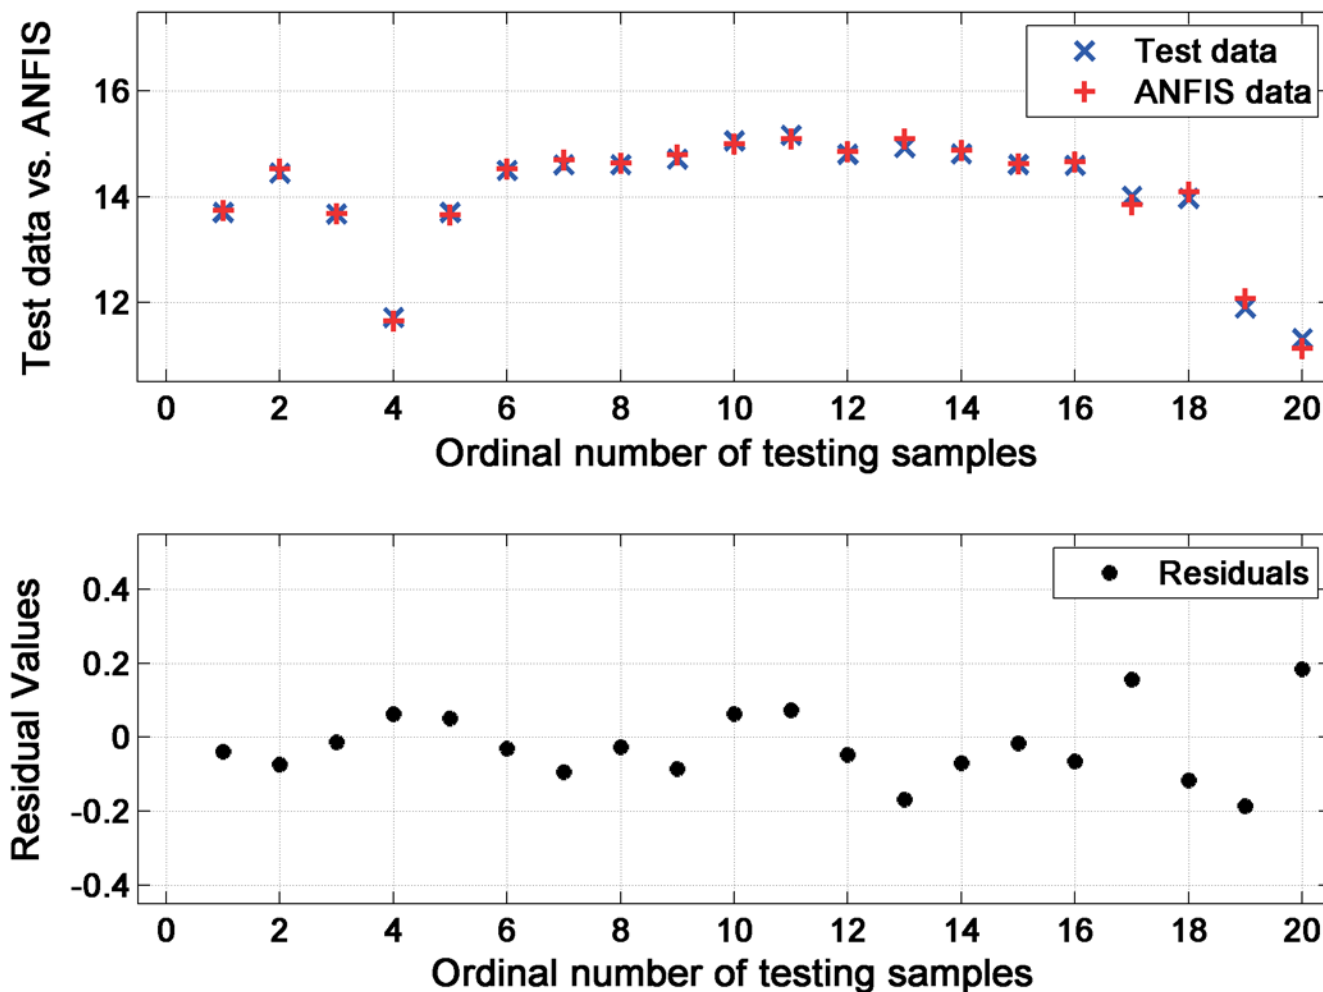 Test data vs. ANFIS
16
14
12
Test data
ANFIS data
0 2 4 6 8 10 12 14 16 18 20
Ordinal number of testing samples
Residual Values
0.4
0.2
0
-0.2
-0.4
Residuals
0 2 4 6 8 10 12 14 16 18 20
Ordinal number of testing samples